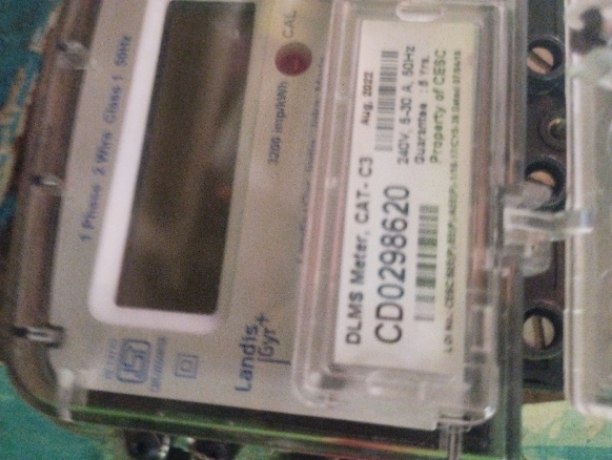 1 Phase 2 Wire Class 1 50Hz
CAL
3200 imp/kWh
Landis
Gyr+
DLMS Meter, CAT- C3
Aug. 2022
CD0298620
240V, 5-30 A, 50Hz
Guarantee : 5 Yrs.
Property of CESC